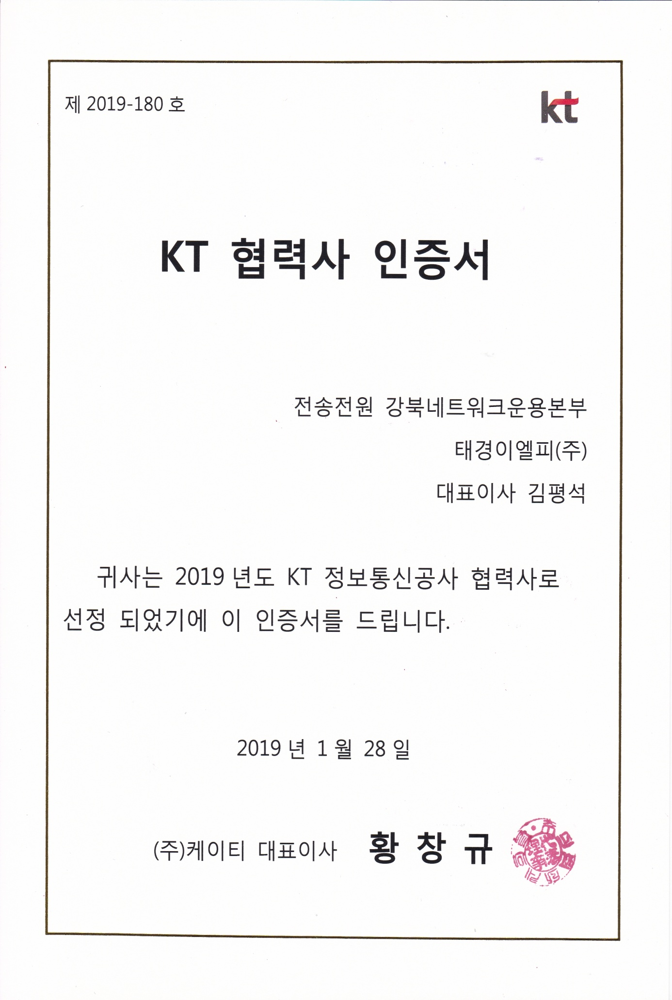 제 2019-180 호
kt
KT 협력사 인증서
전송전원 강북네트워크운용본부
태경이엘피(주)
대표이사 김평석
귀사는 2019 년도 KT 정보통신공사 협력사로
선정 되었기에 이 인증서를 드립니다.
2019 년 1 월 28 일
(주)케이티 대표이사 황 창 규